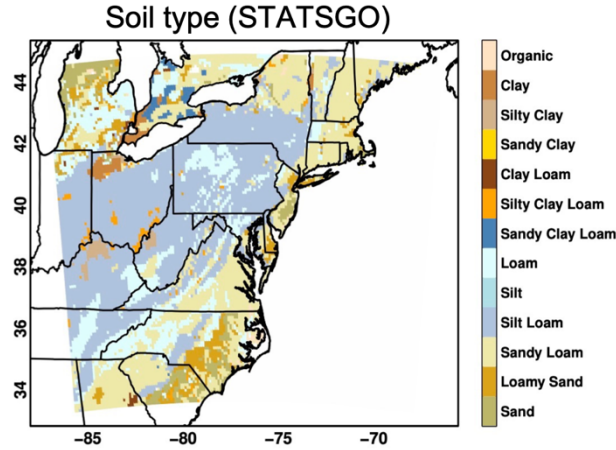 Soil type (STATSGO)
44
42
40
38
36
34
−85
−80
−75
−70
Organic
Clay
Silty Clay
Sandy Clay
Clay Loam
Silty Clay Loam
Sandy Clay Loam
Loam
Silt
Silt Loam
Sandy Loam
Loamy Sand
Sand